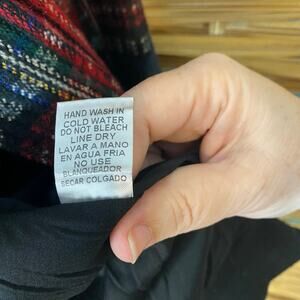 HAND WASH IN
COLD WATER
DO NOT BLEACH
LINE DRY
LAVAR A MANO
EN AGUA FRIA
NO USE
BLANQUEADOR
SECAR COLGADO